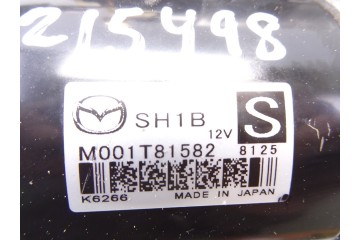 215498
SH1B
12V
S
M001T81582 8125
K6266 MADE IN JAPAN